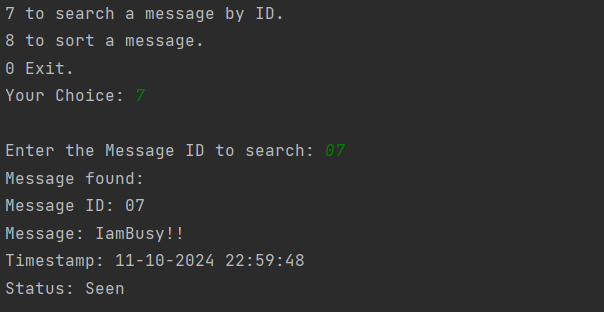 7 to search a message by ID.
8 to sort a message.
0 Exit.
Your Choice: 7
Enter the Message ID to search: 07
Message found:
Message ID: 07
Message: IamBusy!!
Timestamp: 11-10-2024 22:59:48
Status: Seen